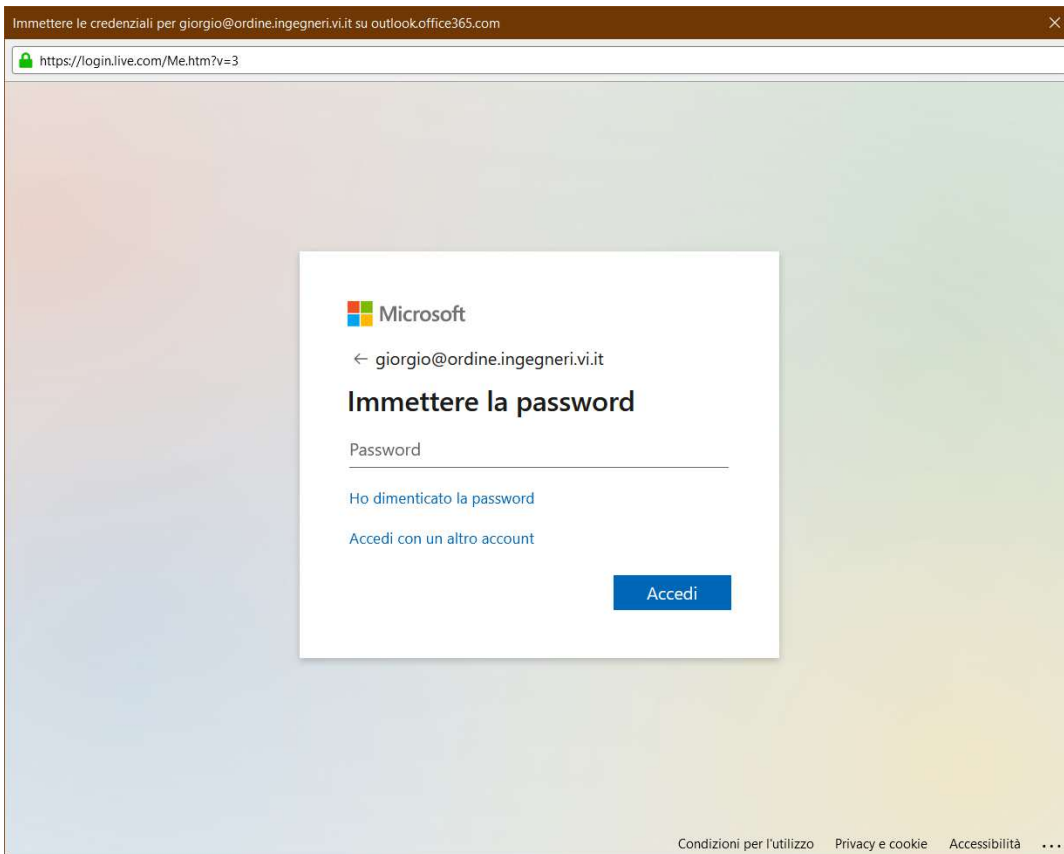 Immettere le credenziali per giorgio@ordine.ingegneri.vi.it su outlook.office365.com
https://login.live.com/Me.htm?v=3
Microsoft
← giorgio@ordine.ingegneri.vi.it
Immettere la password
Password
Ho dimenticato la password
Accedi con un altro account
Accedi
Condizioni per l'utilizzo Privacy e cookie Accessibilità ...